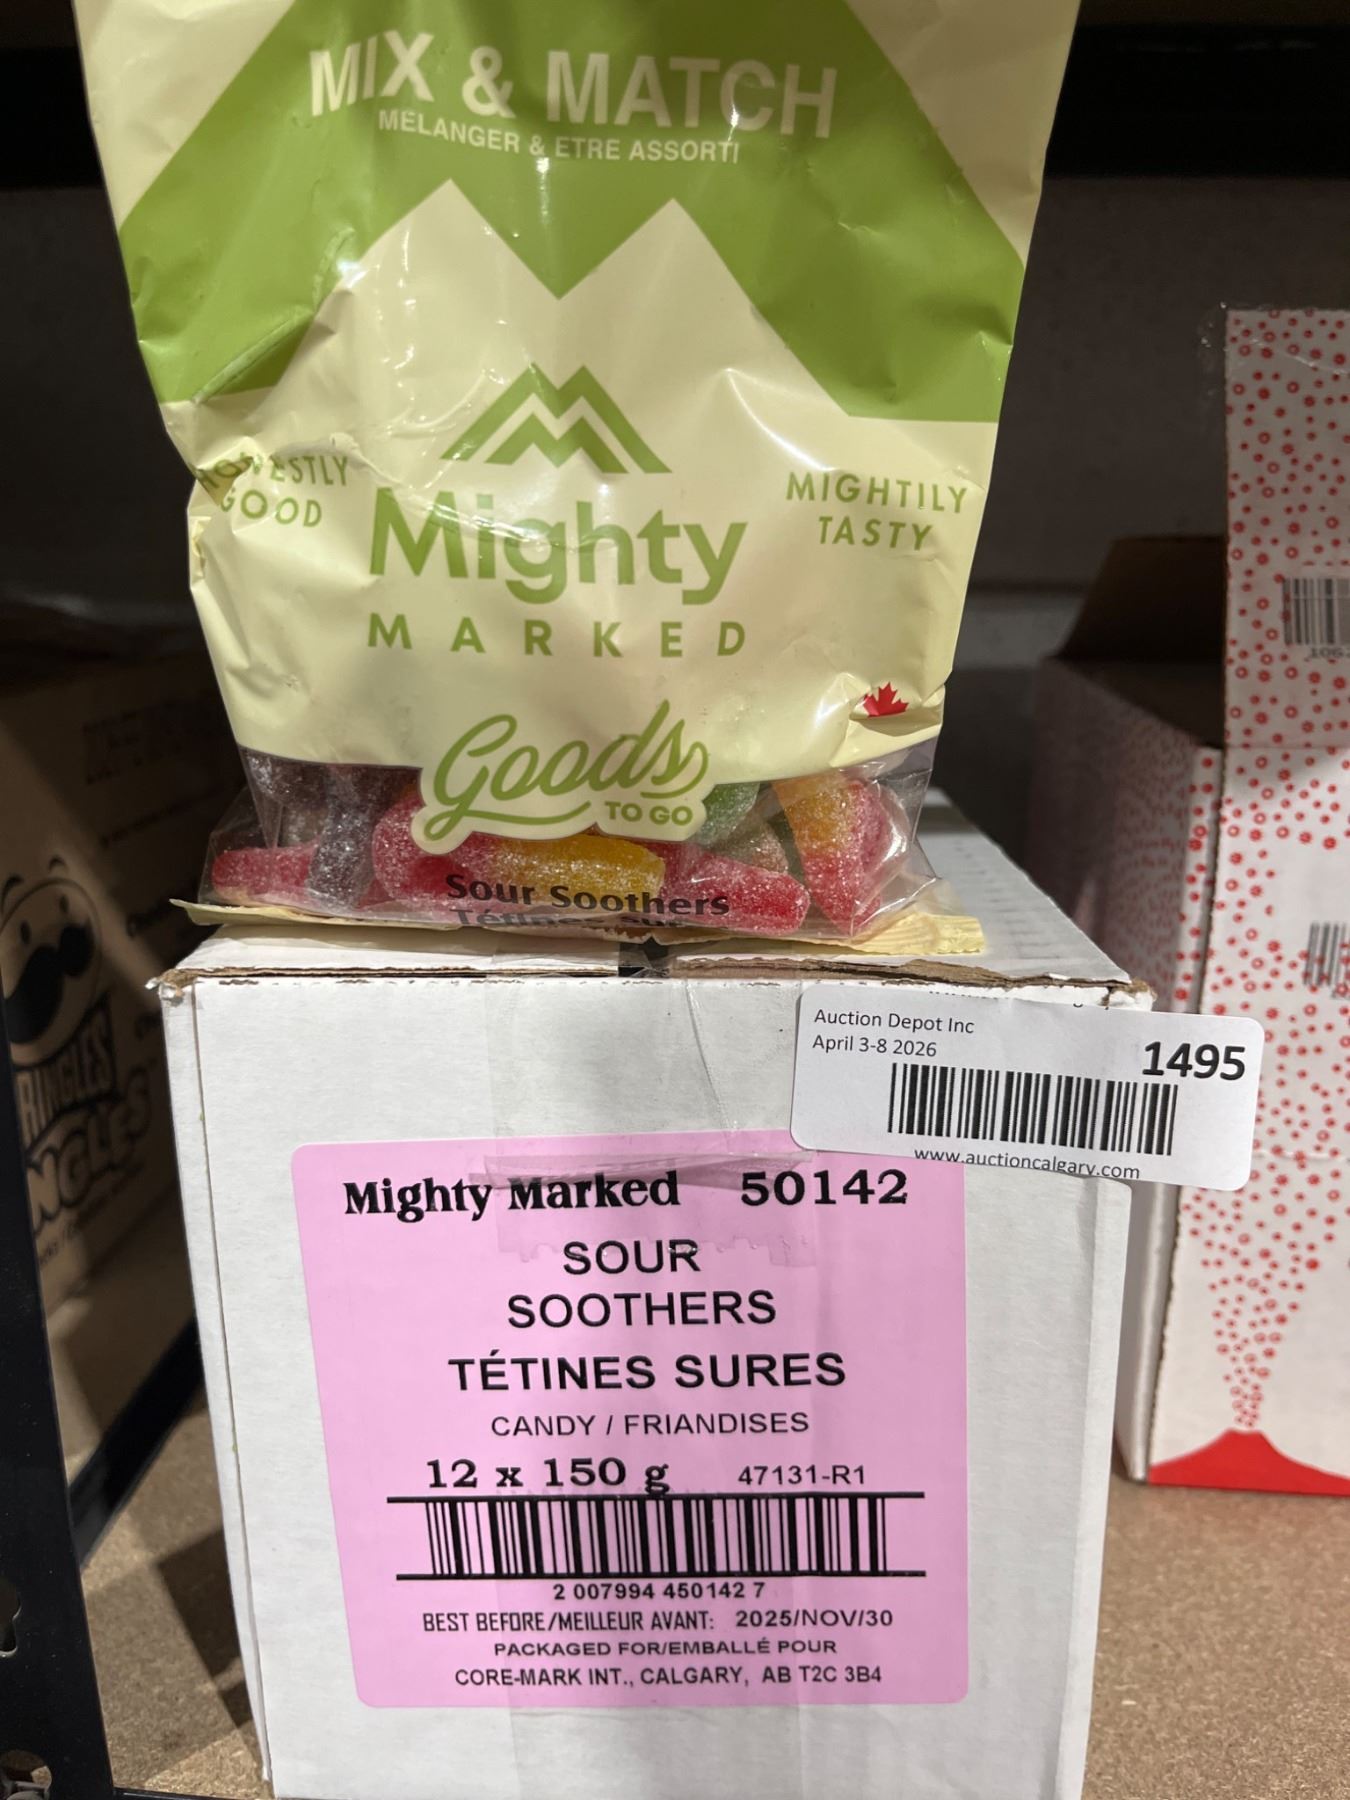 MIX & MATCH
MELANGER & ETRE ASSORTI
HONESTLY
GOOD
MIGHTILY
TASTY
Mighty
MARKED
Goods
TO GO
Sour Soothers
Auction Depot Inc
April 3-8 2026
1495
www.auctioncalgary.com
Mighty Marked 50142
SOUR
SOOTHERS
TÉTINES SURES
CANDY / FRIANDISES
12 x 150 g 47131-R1
2 007994 450142 7
BEST BEFORE/MEILLEUR AVANT: 2025/NOV/30
PACKAGED FOR/EMBALLÉ POUR
CORE-MARK INT., CALGARY, AB T2C 3B4